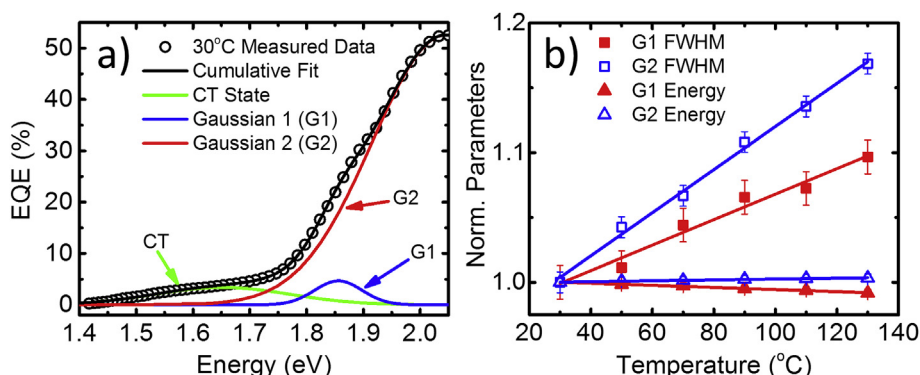 a)
30°C Measured Data
Cumulative Fit
CT State
Gaussian 1 (G1)
Gaussian 2 (G2)
CT
G2
G1
EQE (%)
50
40
30
20
10
0
1.4 1.5 1.6 1.7 1.8 1.9 2.0
Energy (eV)
b)
G1 FWHM
G2 FWHM
G1 Energy
G2 Energy
Norm. Parameters
1.2
1.1
1.0
20 40 60 80 100 120 140
Temperature (°C)